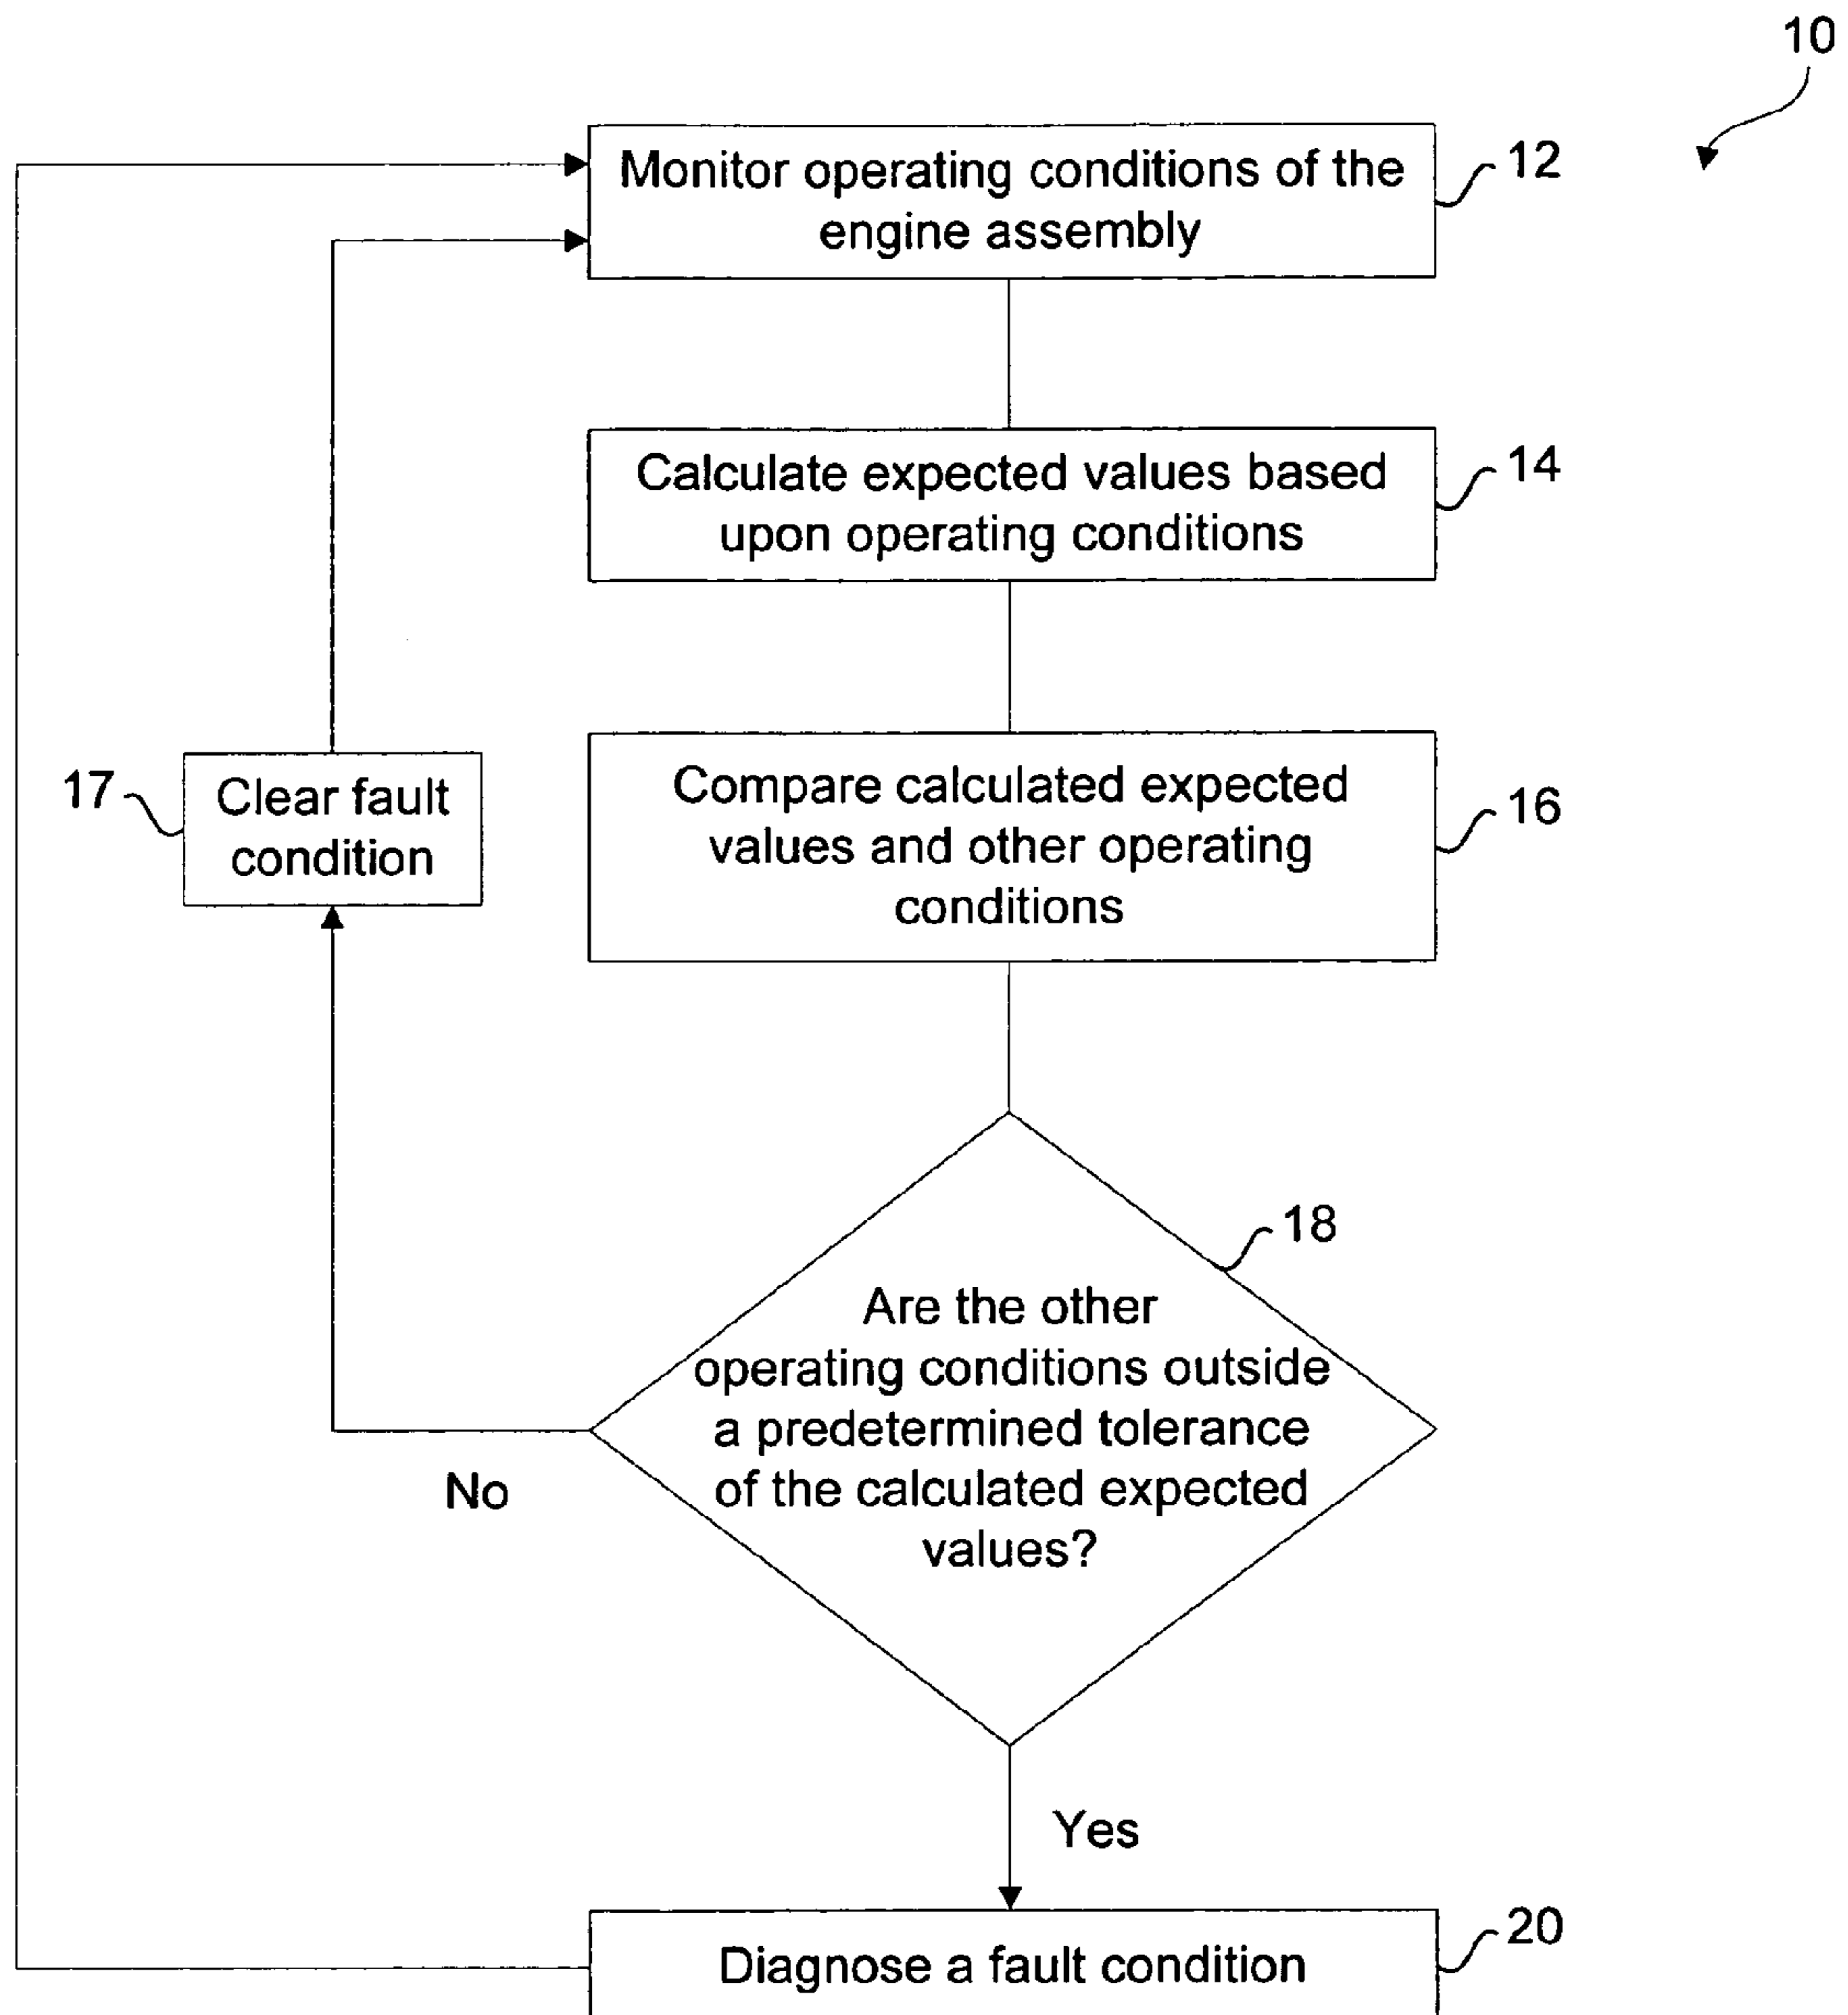 10
Monitor operating conditions of the
engine assembly
12
Calculate expected values based
upon operating conditions
14
Compare calculated expected
values and other operating
conditions
16
17
Clear fault
condition
18
Are the other
operating conditions outside
a predetermined tolerance
of the calculated expected
values?
No
Yes
Diagnose a fault condition
20